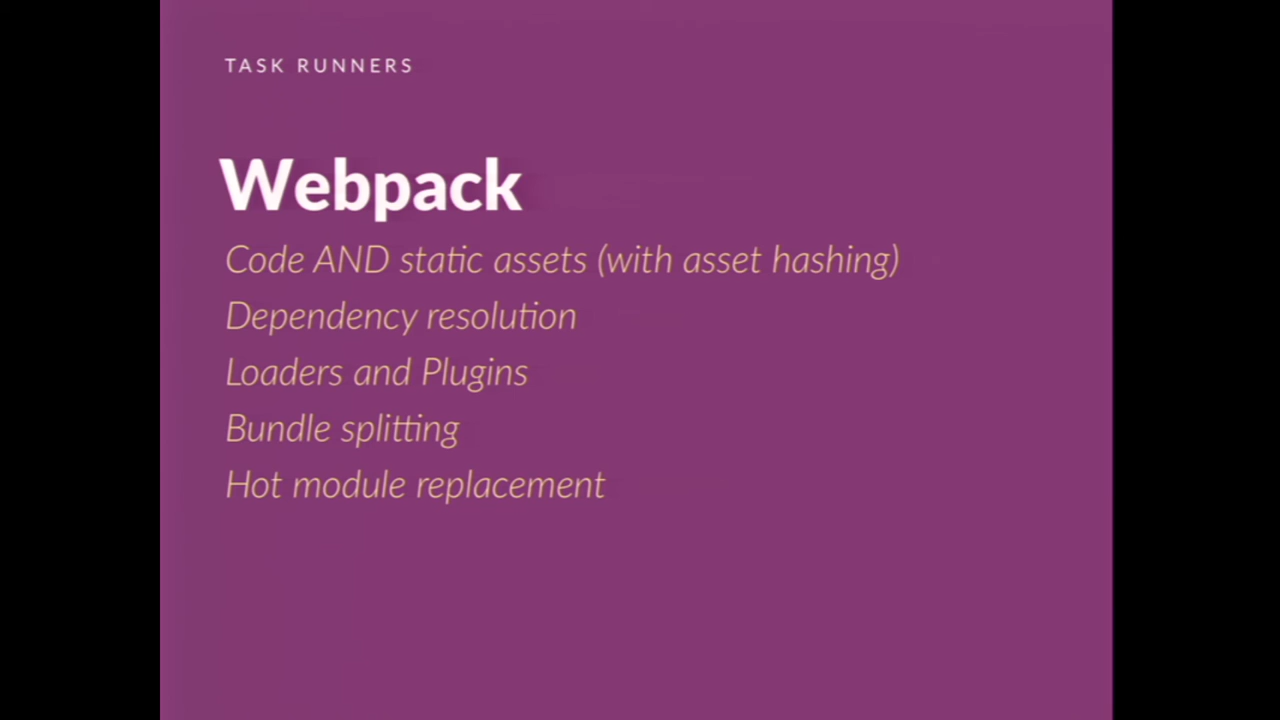 TASK RUNNERS
Webpack
Code AND static assets (with asset hashing)
Dependency resolution
Loaders and Plugins
Bundle splitting
Hot module replacement